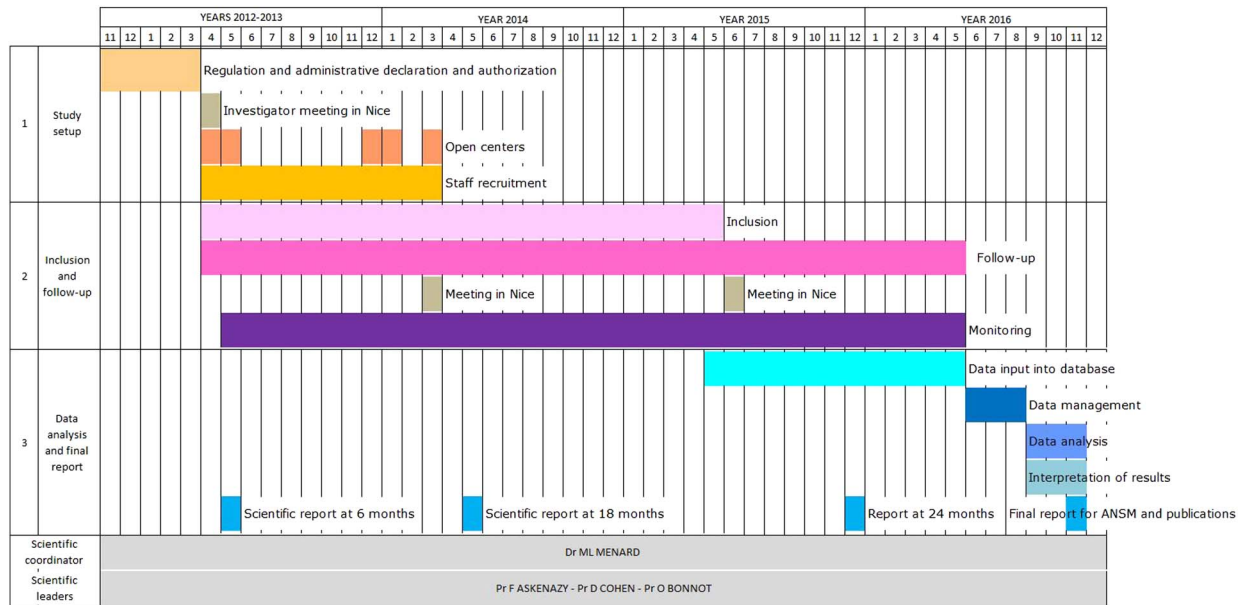 YEARS 2012-2013 YEAR 2014 YEAR 2015 YEAR 2016
11 12 1 2 3 4 5 6 7 8 9 10 11 12 1 2 3 4 5 6 7 8 9 10 11 12 1 2 3 4 5 6 7 8 9 10 11 12 1 2 3 4 5 6 7 8 9 10 11 12
Regulation and administrative declaration and authorization
1
Study
setup
Investigator meeting in Nice
Open centers
Staff recruitment
Inclusion
2
Inclusion
and
follow-up
Follow-up
Meeting in Nice Meeting in Nice
Monitoring
Data input into database
3
Data
analysis
and final
report
Data management
Data analysis
Interpretation of results
Scientific report at 6 months Scientific report at 18 months Report at 24 months Final report for ANSM and publications
Scientific
coordinator
Dr ML MENARD
Scientific
leaders
Pr F ASKENAZY - Pr D COHEN - Pr O BONNOT